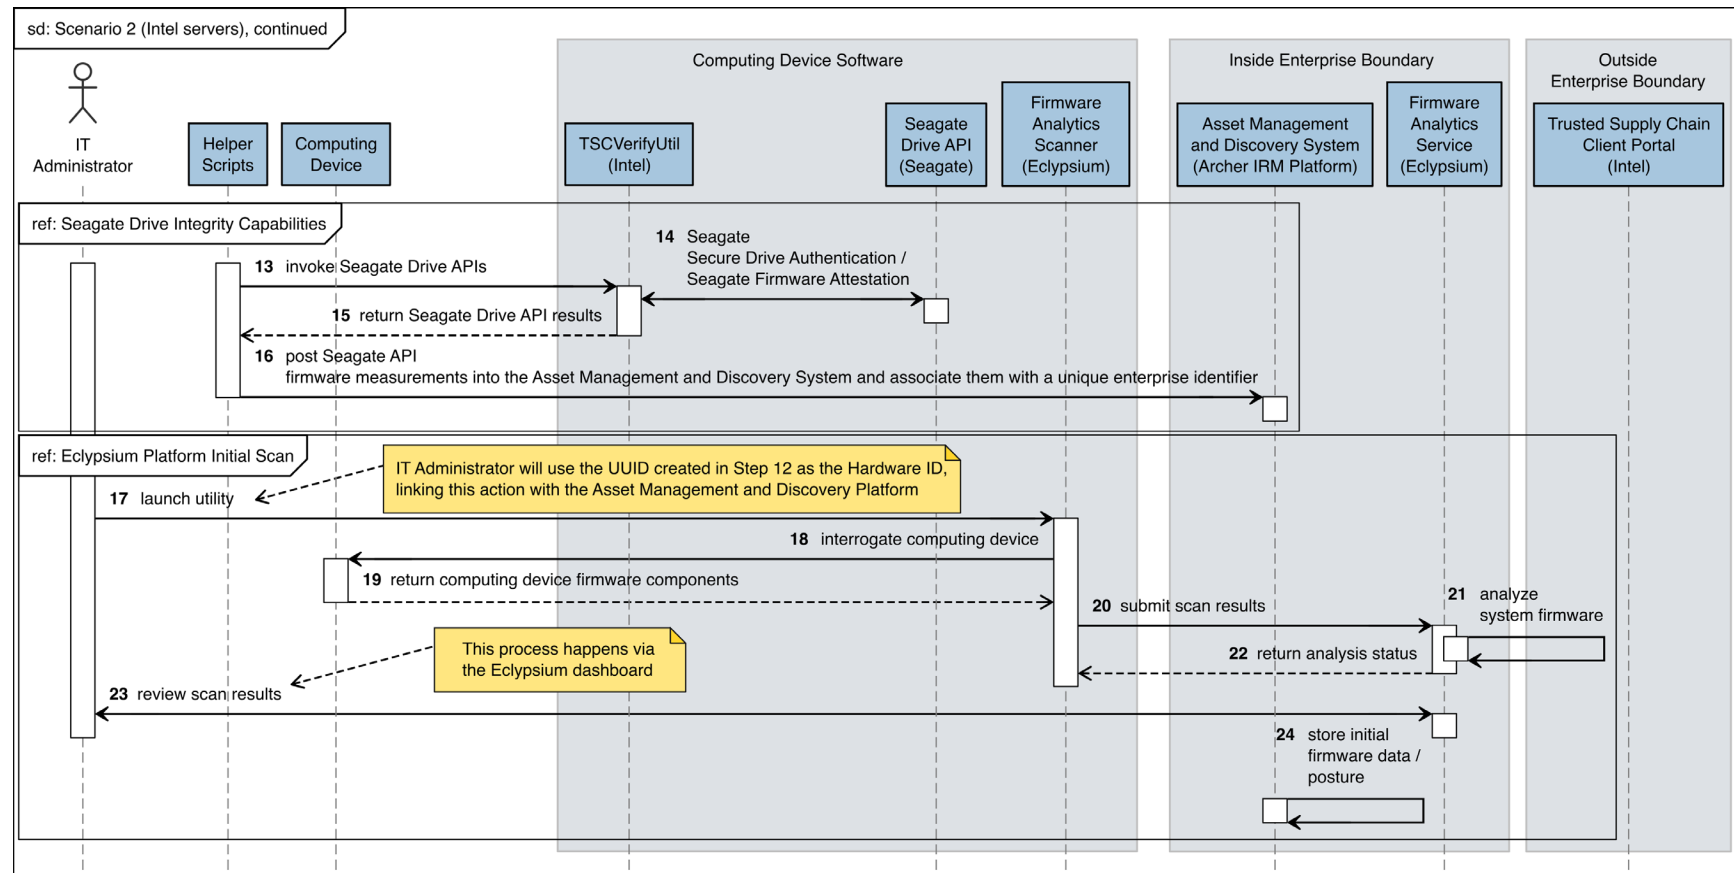 sd: Scenario 2 (Intel servers), continued
Computing Device Software
Inside Enterprise Boundary
Outside
Enterprise Boundary
IT
Administrator
Helper
Scripts
Computing
Device
TSCVerifyUtil
(Intel)
Seagate
Drive API
(Seagate)
Firmware
Analytics
Scanner
(Eclypsium)
Asset Management
and Discovery System
(Archer IRM Platform)
Firmware
Analytics
Service
(Eclypsium)
Trusted Supply Chain
Client Portal
(Intel)
ref: Seagate Drive Integrity Capabilities
13 invoke Seagate Drive APIs
14 Seagate
Secure Drive Authentication /
Seagate Firmware Attestation
15 return Seagate Drive API results
16 post Seagate API
firmware measurements into the Asset Management and Discovery System and associate them with a unique enterprise identifier
ref: Eclypsium Platform Initial Scan
IT Administrator will use the UUID created in Step 12 as the Hardware ID,
linking this action with the Asset Management and Discovery Platform
17 launch utility
18 interrogate computing device
19 return computing device firmware components
20 submit scan results
21 analyze
system firmware
22 return analysis status
This process happens via
the Eclypsium dashboard
23 review scan results
24 store initial
firmware data /
posture